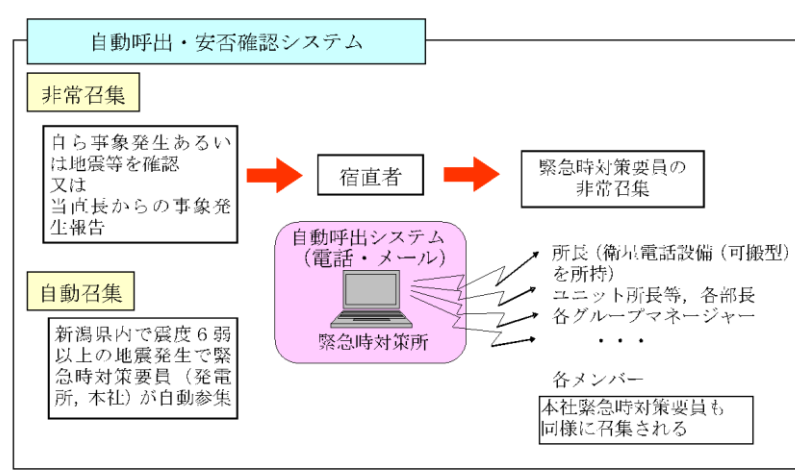 自動呼出・安否確認システム
非常召集
自ら事象発生あるい
は地震等を確認
又は
当直長からの事象発
生報告
宿直者
緊急時対策要員の
非常召集
自動呼出システム
（電話・メール）
緊急時対策所
所長（衛星電話設備（可搬型）
を所持）
ユニット所長等，各部長
各グループマネージャー
・・・
各メンバー
本社緊急時対策要員も
同様に召集される
自動召集
新潟県内で震度６弱
以上の地震発生で緊
急時対策要員（発電
所，本社）が自動参集